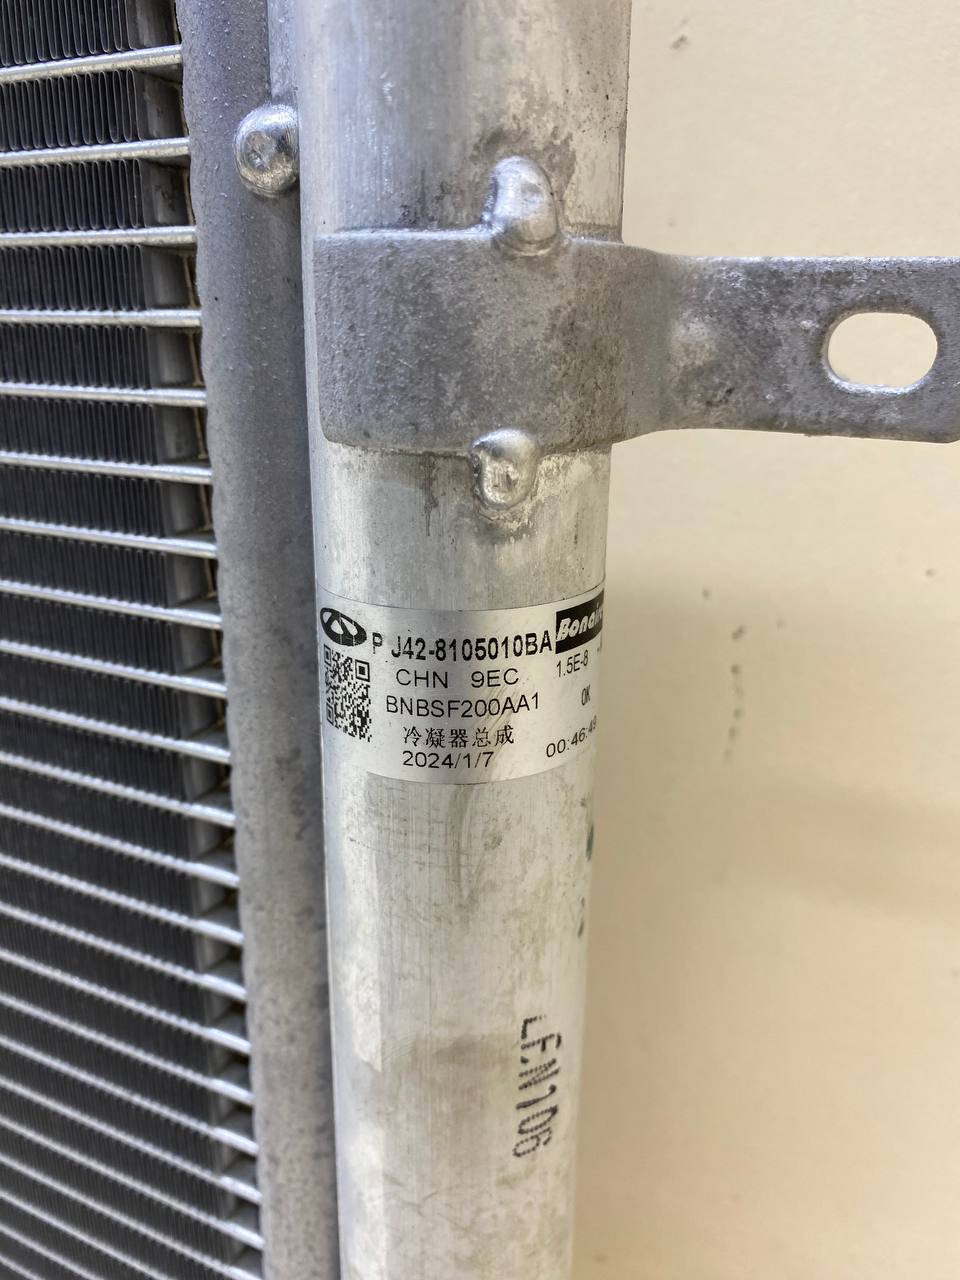 P J42-8105010BA
CHN 9EC
BNBSF200AA1
冷凝器总成
2024/1/7
1.5E-8
OK
00:46:49